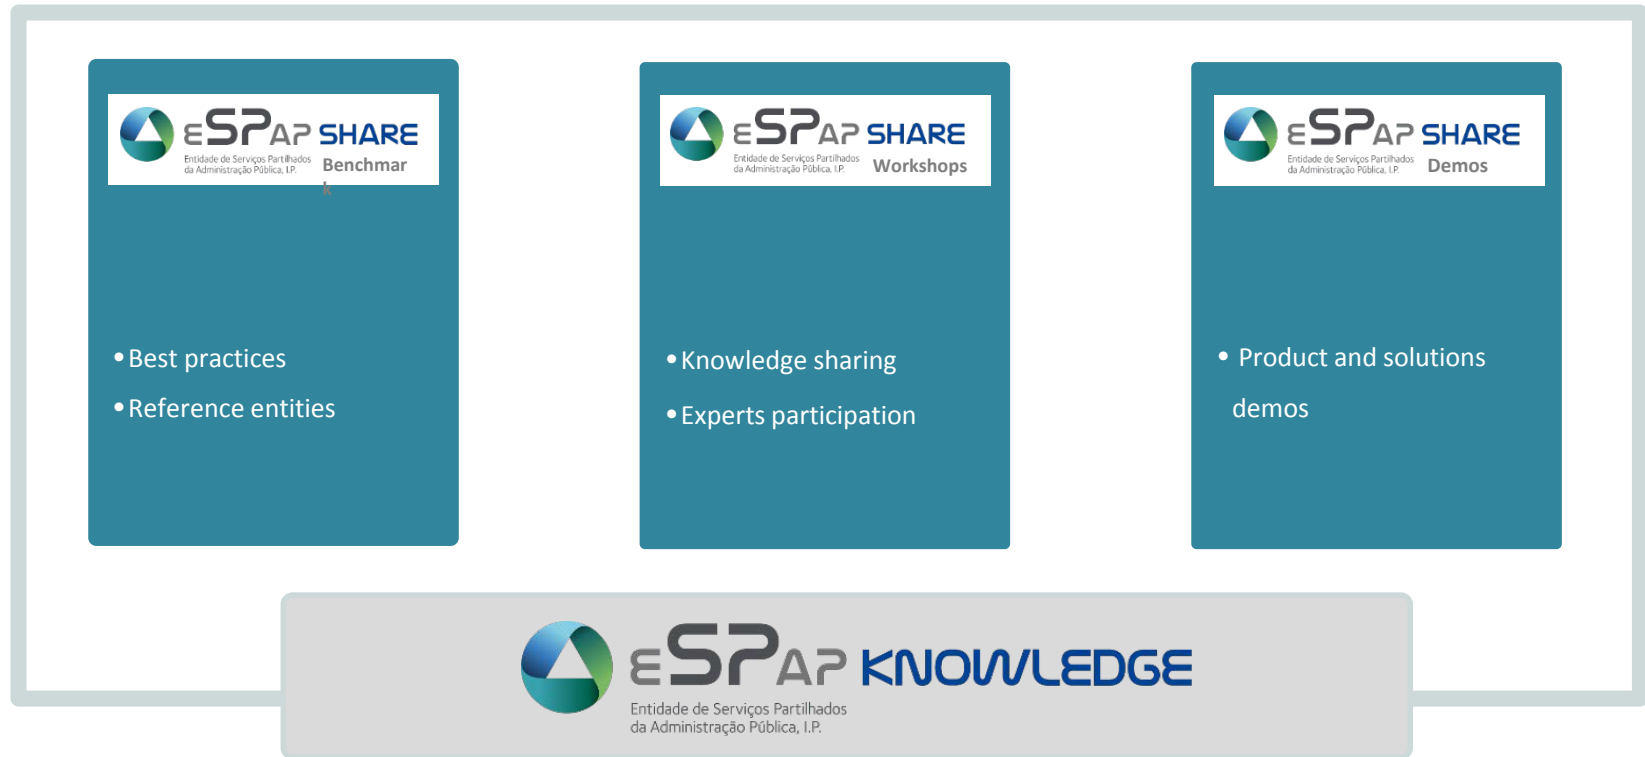 eSPap SHARE
Entidade de Serviços Partilhados
da Administração Pública, I.P.
Benchmar
k
• Best practices
• Reference entities
eSPap SHARE
Entidade de Serviços Partilhados
da Administração Pública, I.P.
Workshops
• Knowledge sharing
• Experts participation
eSPap SHARE
Entidade de Serviços Partilhados
da Administração Pública, I.P.
Demos
• Product and solutions
demos
eSPap KNOWLEDGE
Entidade de Serviços Partilhados
da Administração Pública, I.P.